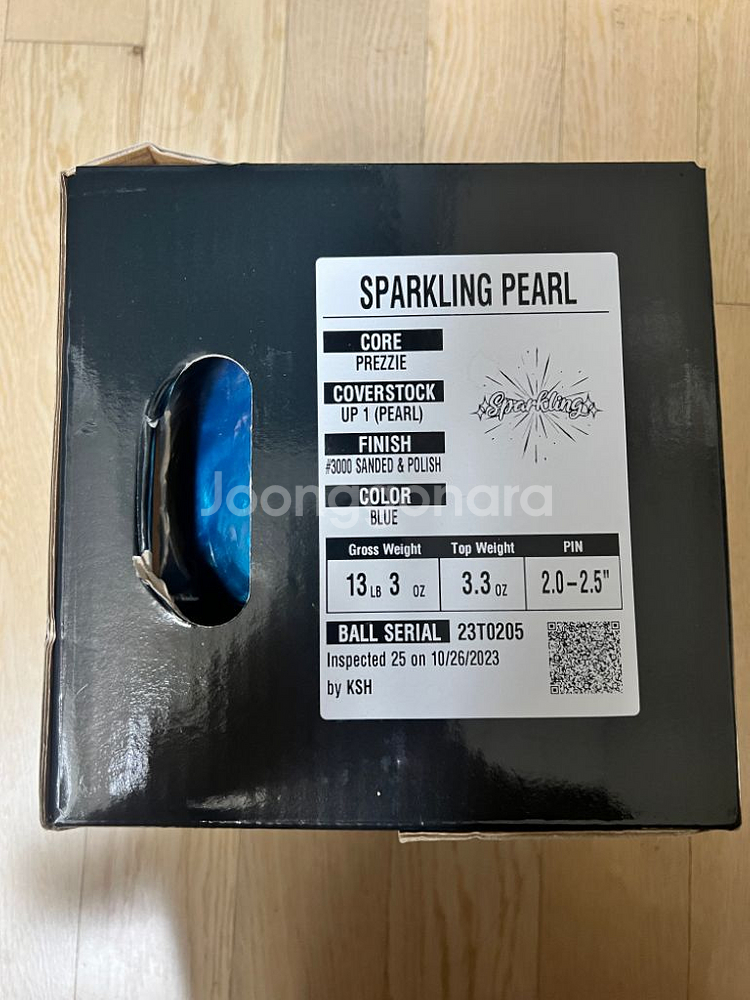 SPARKLING PEARL
CORE
PREZZIE
COVERSTOCK
UP 1 (PEARL)
FINISH
#3000 SANDED & POLISH
COLOR
BLUE
Sparkling
Joonggonara
Gross Weight Top Weight PIN
13 LB 3 OZ 3.3 OZ 2.0-2.5"
BALL SERIAL 23T0205
Inspected 25 on 10/26/2023
by KSH